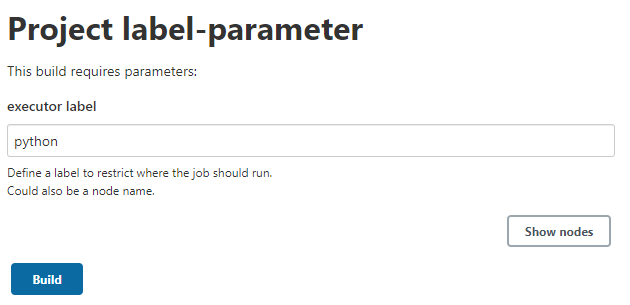 Project label-parameter
This build requires parameters:
executor label
python
Define a label to restrict where the job should run.
Could also be a node name.
Show nodes
Build